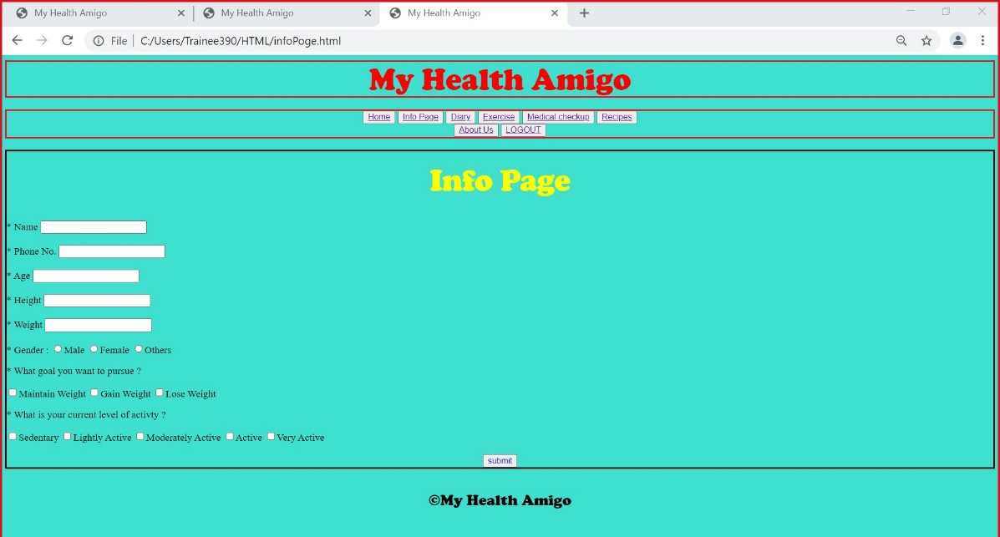 My Health Amigo My Health Amigo My Health Amigo
File C:/Users/Trainee390/HTML/infoPoge.html
My Health Amigo
Home Info Page Diary Exercise Medical checkup Recipes
About Us LOGOUT
Info Page
* Name
* Phone No.
* Age
* Height
* Weight
* Gender : Male Female Others
* What goal you want to pursue ?
Maintain Weight Gain Weight Lose Weight
* What is your current level of activty ?
Sedentary Lightly Active Moderately Active Active Very Active
submit
©My Health Amigo